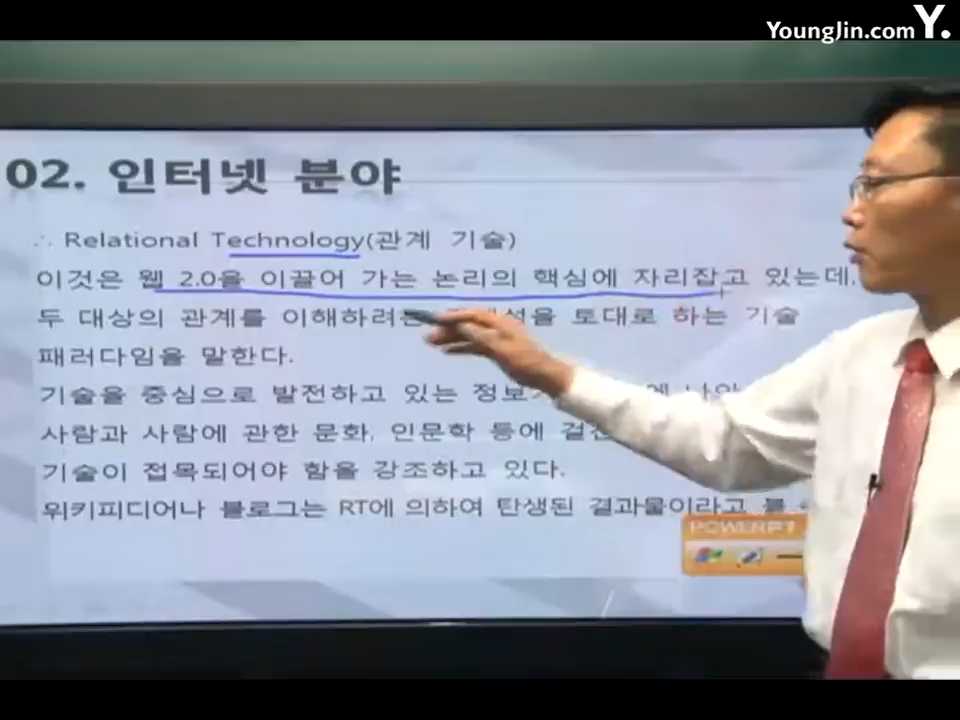 YoungJin.com Y.
02. 인터넷 분야
∴ Relational Technology(관계 기술)
이것은 웹 2.0을 이끌어 가는 논리의 핵심에 자리잡고 있는데,
두 대상의 관계를 이해하려는 토대로 하는 기술
패러다임을 말한다.
기술을 중심으로 발전하고 있는
사람과 사람에 관한 문화, 인문학 등에
기술이 접목되어야 함을 강조하고 있다.
위키피디어나 블로그는 RT에 의하여 탄생된 결과물이라고 볼
POWERPT